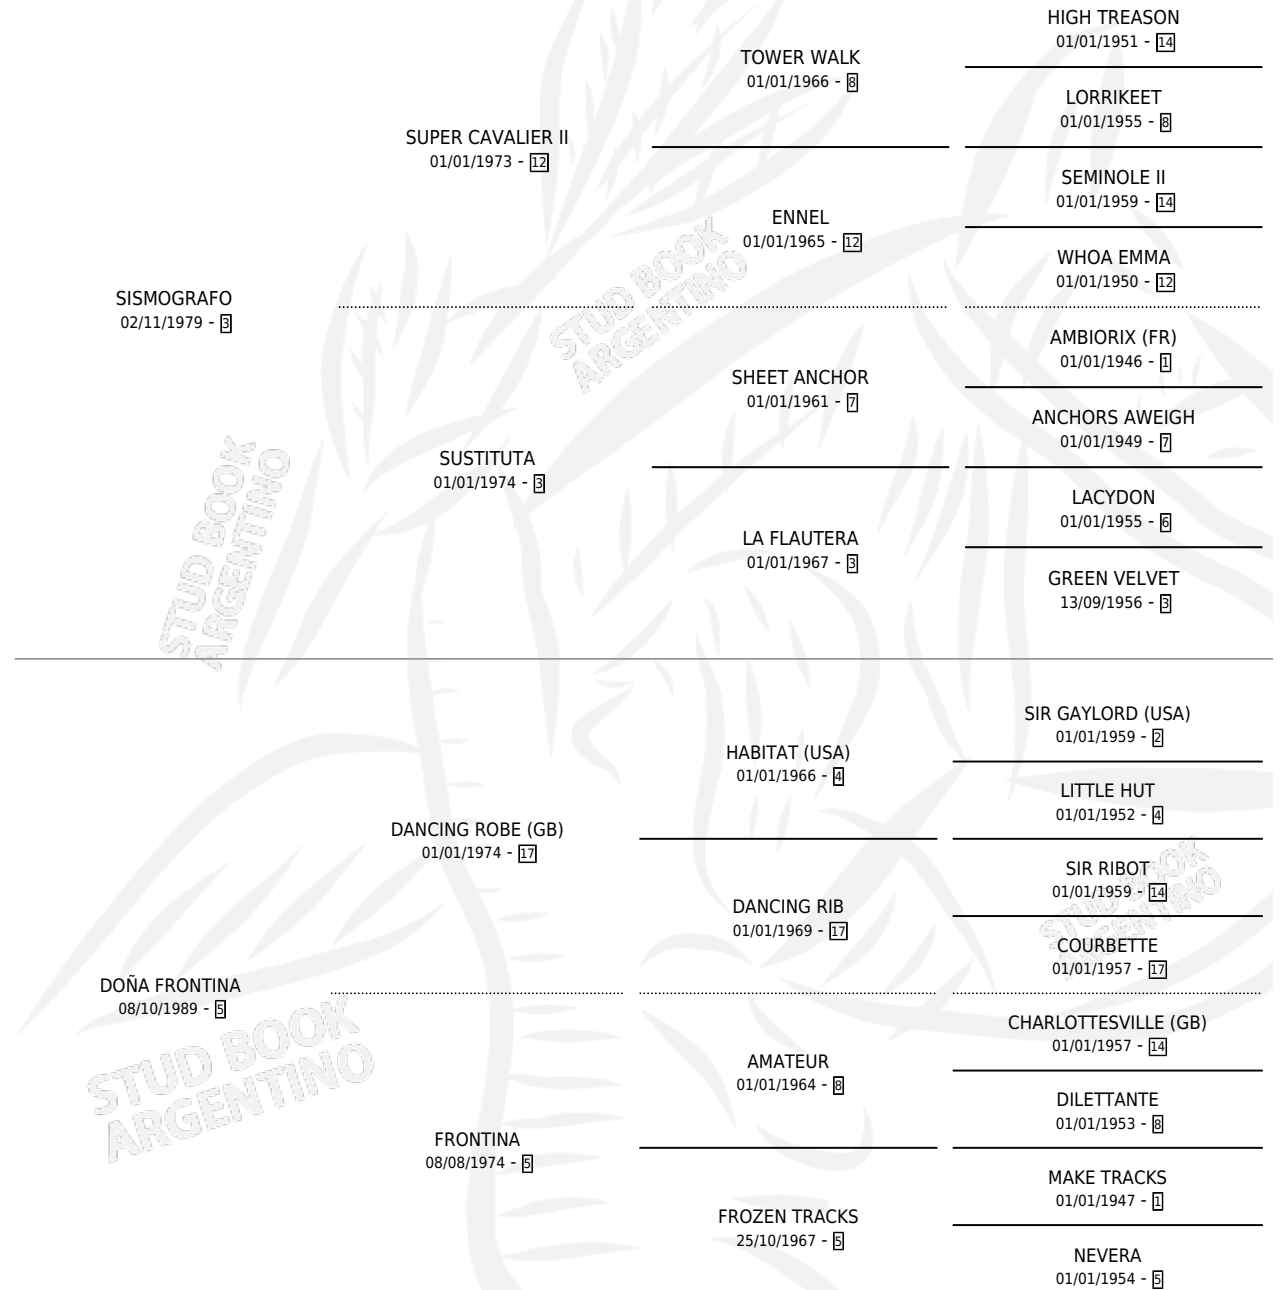 HIGH TREASON
01/01/1951 - 14
TOWER WALK
01/01/1966 - 8
LORRIKEET
01/01/1955 - 8
SUPER CAVALIER II
01/01/1973 - 12
SEMINOLE II
01/01/1959 - 14
ENNEL
01/01/1965 - 12
WHOA EMMA
01/01/1950 - 12
SISMOGRAFO
02/11/1979 - 3
STUD BOOK
ARGENTINO
AMBIORIX (FR)
01/01/1946 - 1
SHEET ANCHOR
01/01/1961 - 7
ANCHORS AWEIGH
01/01/1949 - 7
SUSTITUTA
01/01/1974 - 3
LACYDON
01/01/1955 - 6
LA FLAUTERA
01/01/1967 - 3
GREEN VELVET
13/09/1956 - 3
STUD BOOK
ARGENTINO
SIR GAYLORD (USA)
01/01/1959 - 2
HABITAT (USA)
01/01/1966 - 4
LITTLE HUT
01/01/1952 - 4
DANCING ROBE (GB)
01/01/1974 - 17
SIR RIBOT
01/01/1959 - 14
DANCING RIB
01/01/1969 - 17
STUD BOOK
ARGENTINO
COURBETTE
01/01/1957 - 17
DOÑA FRONTINA
08/10/1989 - 5
CHARLOTTESVILLE (GB)
01/01/1957 - 14
AMATEUR
01/01/1964 - 8
DILETTANTE
01/01/1953 - 8
STUD BOOK
ARGENTINO
FRONTINA
08/08/1974 - 5
MAKE TRACKS
01/01/1947 - 1
FROZEN TRACKS
25/10/1967 - 5
NEVERA
01/01/1954 - 5